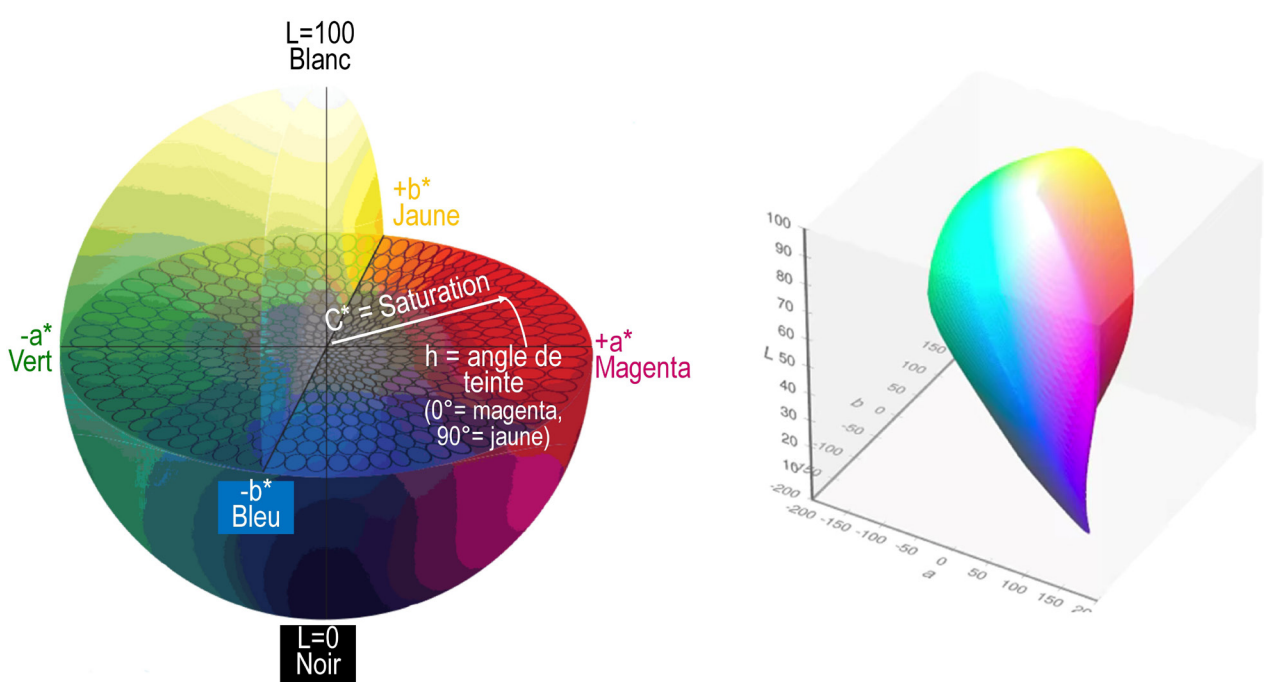 L=100
Blanc
+b*
Jaune
C* = Saturation
-a*
Vert
h = angle de
teinte
(0°= magenta,
90°= jaune)
+a*
Magenta
-b*
Bleu
L=0
Noir
100
90
80
70
60
L 50
40
30
20
10
150
100
b 50
0
-50
-100
-150
-200
-200 -150 -100 -50 0 50 100 150
a